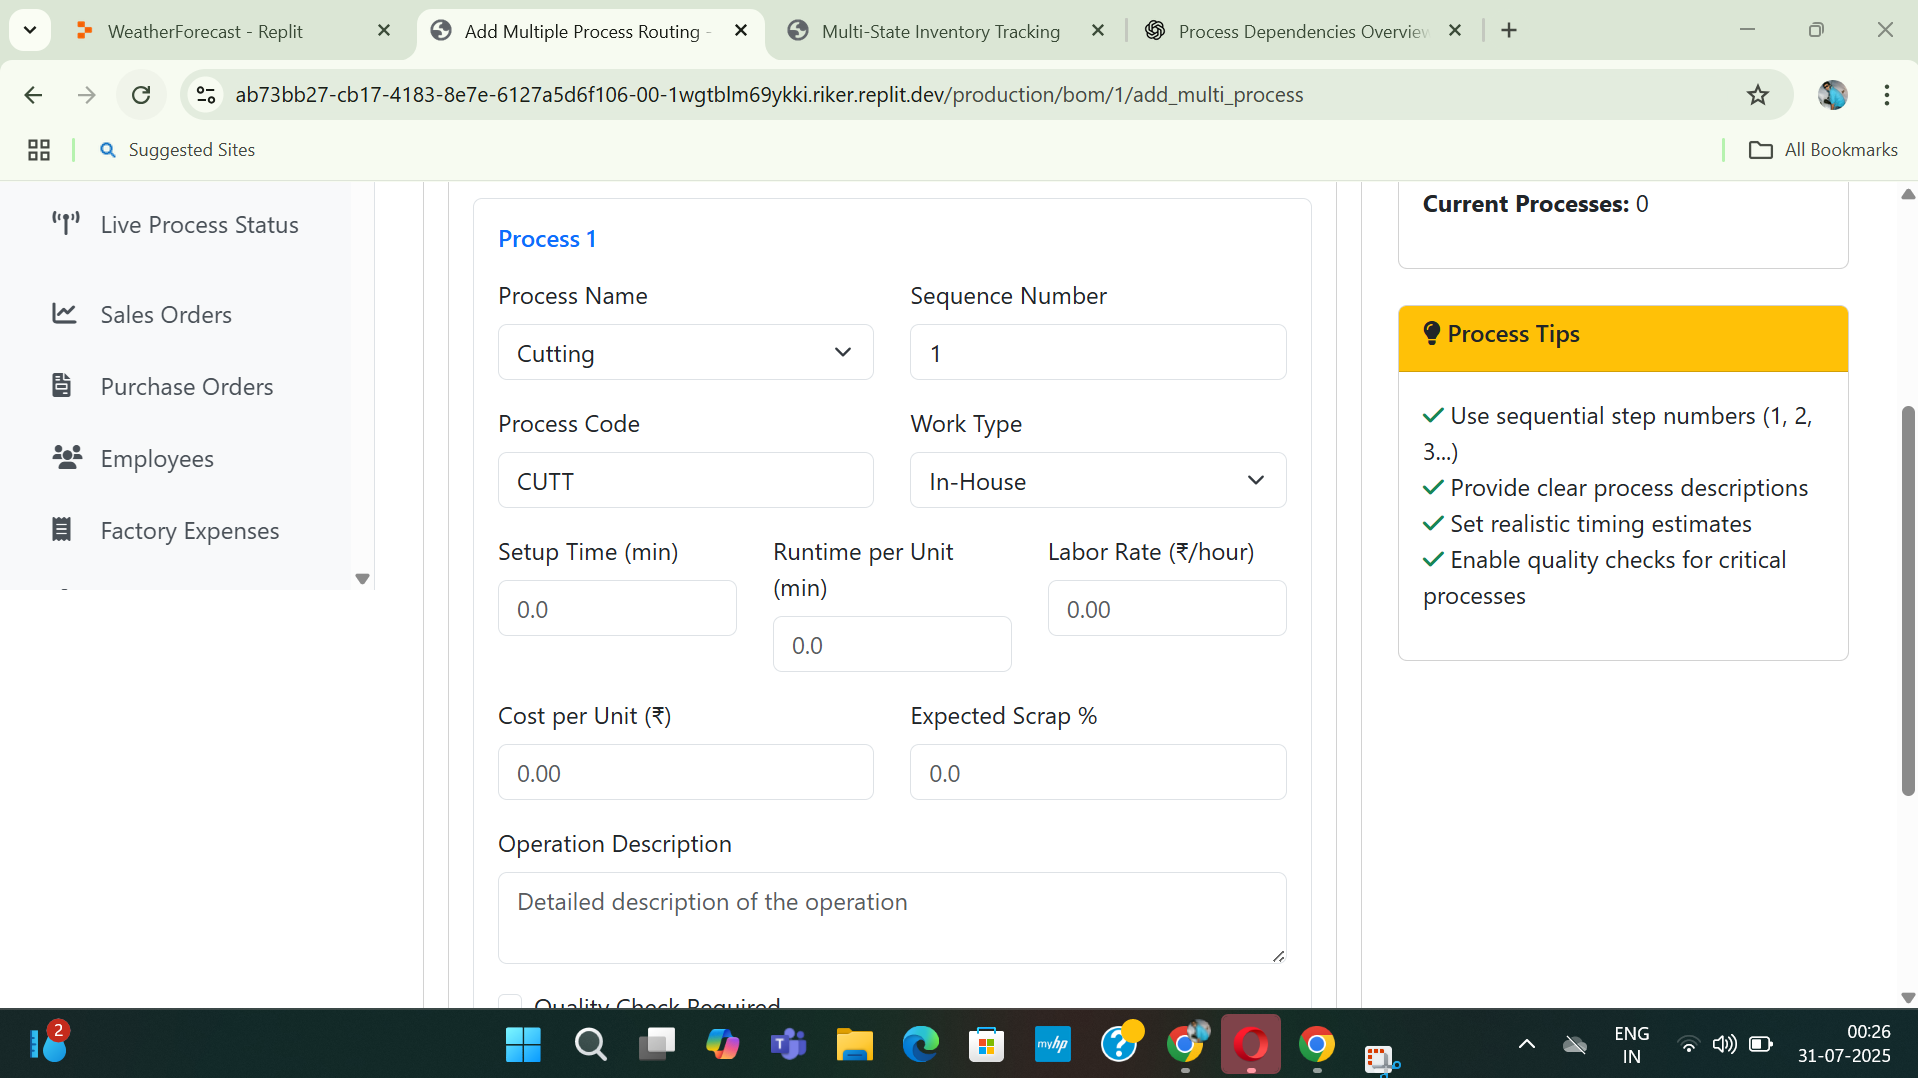 WeatherForecast - Replit
Add Multiple Process Routing -
Multi-State Inventory Tracking
Process Dependencies Overview
ab73bb27-cb17-4183-8e7e-6127a5d6f106-00-1wgtblm69ykki.riker.replit.dev/production/bom/1/add_multi_process
Suggested Sites
All Bookmarks
Live Process Status
Sales Orders
Purchase Orders
Employees
Factory Expenses
Process 1
Process Name
Sequence Number
Cutting
1
Process Code
Work Type
CUTT
In-House
Setup Time (min)
Runtime per Unit
(min)
Labor Rate (₹/hour)
0.0
0.0
0.00
Cost per Unit (₹)
Expected Scrap %
0.00
0.0
Operation Description
Detailed description of the operation
Quality Check Required
Current Processes: 0
Process Tips
Use sequential step numbers (1, 2,
3...)
Provide clear process descriptions
Set realistic timing estimates
Enable quality checks for critical
processes
2
myhp
ENG
IN
00:26
31-07-2025